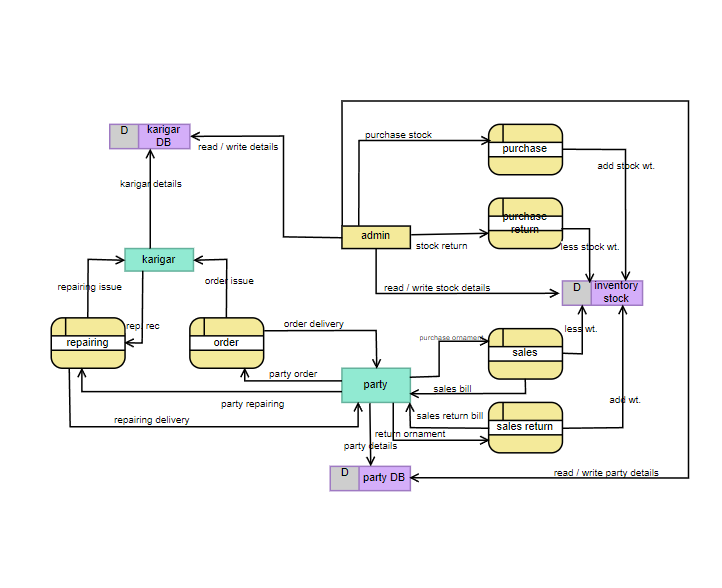 D
karigar
DB
read / write details
purchase stock
purchase
add stock wt.
karigar details
purchase
return
admin
stock return
less stock wt.
karigar
order issue
repairing issue
read / write stock details
D
inventory
stock
rep. rec
order delivery
less wt.
repairing
order
purchase ornament
sales
party order
party
sales bill
party repairing
add wt.
repairing delivery
sales return bill
sales return
return ornament
party details
D
party DB
read / write party details